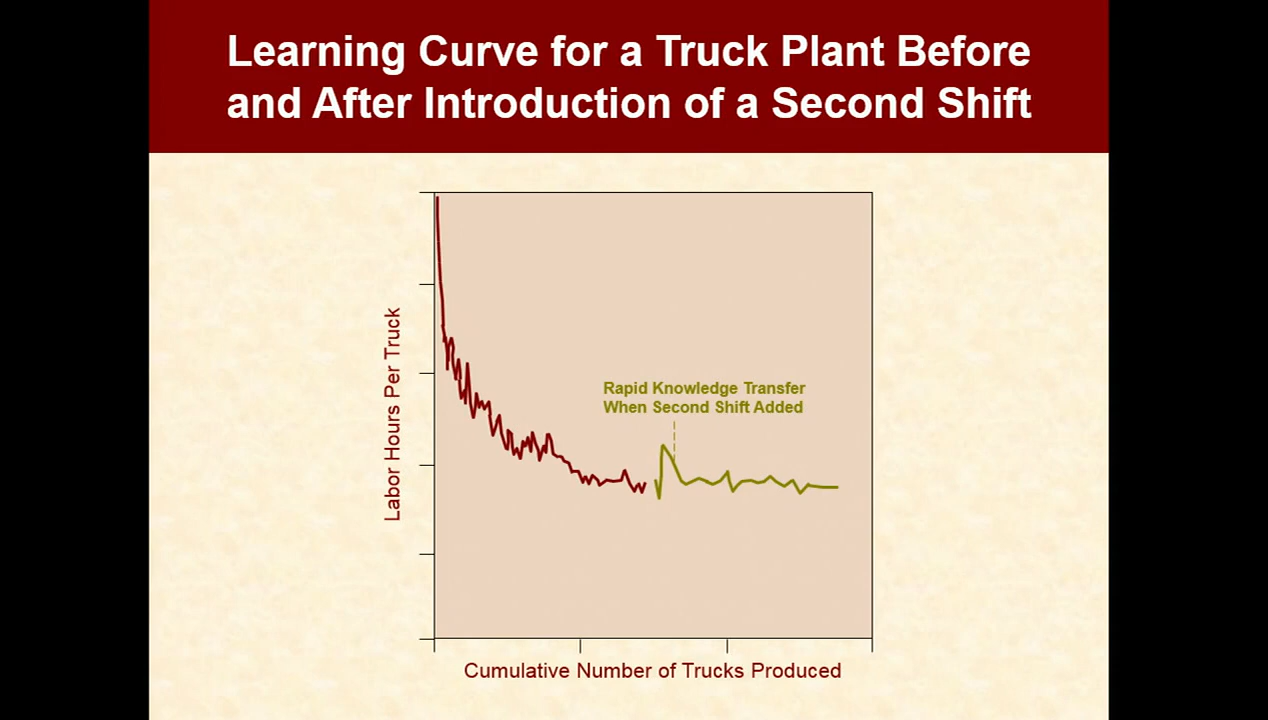 Learning Curve for a Truck Plant Before
and After Introduction of a Second Shift
Labor Hours Per Truck
Rapid Knowledge Transfer
When Second Shift Added
Cumulative Number of Trucks Produced